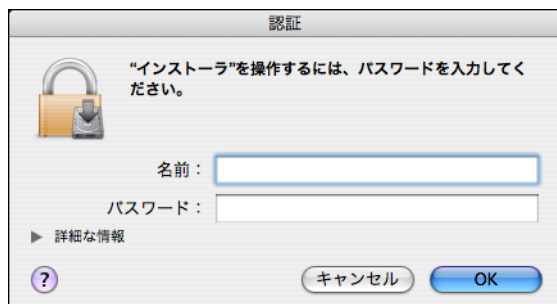 認証
“インストーラ”を操作するには、パスワードを入力してく
ださい。
名前：
パスワード：
▶ 詳細な情報
?
キャンセル
OK